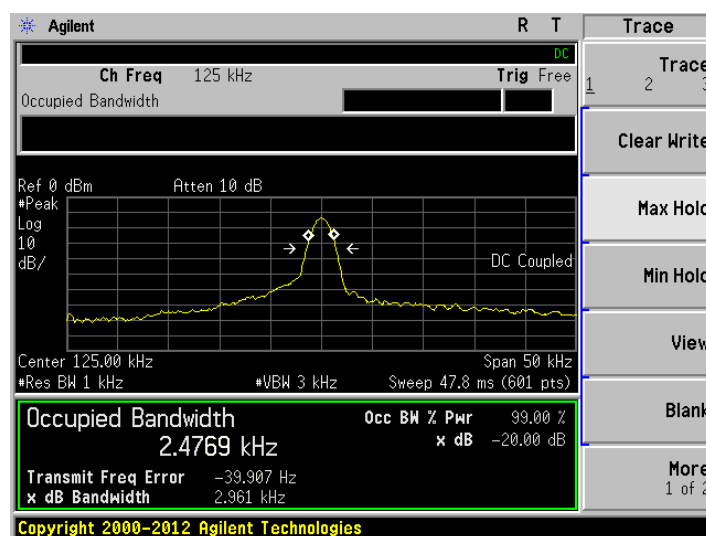 Agilent R T Trace
DC
Ch Freq 125 kHz Trig Free
Occupied Bandwidth
Trace
1 2 3
Clear Write
Max Hold
Ref 0 dBm Atten 10 dB
#Peak
Log
10
dB/
DC Coupled
Min Hold
View
Center 125.00 kHz Span 50 kHz
#Res BW 1 kHz #VBW 3 kHz Sweep 47.8 ms (601 pts)
Occupied Bandwidth Occ BW % Pwr 99.00 %
2.4769 kHz x dB -20.00 dB
Blank
Transmit Freq Error -39.907 Hz
x dB Bandwidth 2.961 kHz
More
1 of 2
Copyright 2000-2012 Agilent Technologies